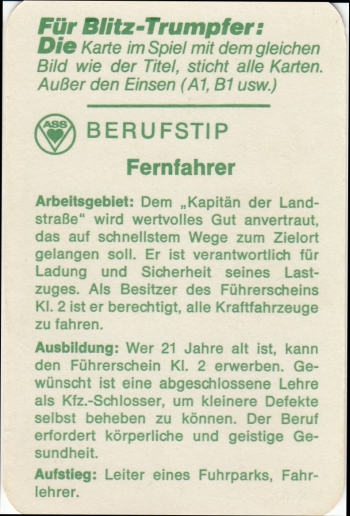 Für Blitz-Trumpfer:
Die Karte im Spiel mit dem gleichen
Bild wie der Titel, sticht alle Karten.
Außer den Einsen (A1, B1 usw.)
ASS
BERUFSTIP
Fernfahrer
Arbeitsgebiet: Dem „Kapitän der Land-
straße“ wird wertvolles Gut anvertraut,
das auf schnellstem Wege zum Zielort
gelangen soll. Er ist verantwortlich für
Ladung und Sicherheit seines Last-
zuges. Als Besitzer des Führerscheins
Kl. 2 ist er berechtigt, alle Kraftfahrzeuge
zu fahren.
Ausbildung: Wer 21 Jahre alt ist, kann
den Führerschein Kl. 2 erwerben. Ge-
wünscht ist eine abgeschlossene Lehre
als Kfz.-Schlosser, um kleinere Defekte
selbst beheben zu können. Der Beruf
erfordert körperliche und geistige Ge-
sundheit.
Aufstieg: Leiter eines Fuhrparks, Fahr-
lehrer.